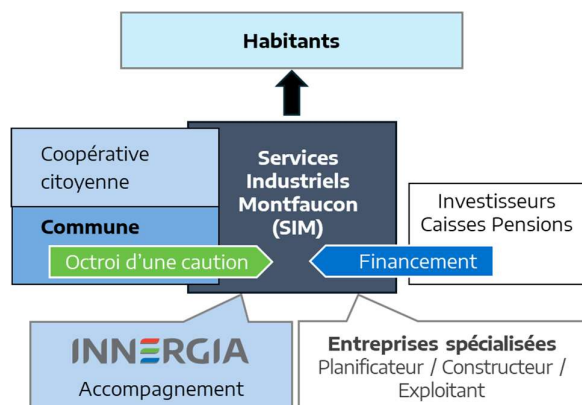 Habitants
Coopérative
citoyenne
Services
Industriels
Montfaucon
(SIM)
Commune
Investisseurs
Caisses Pensions
Octroi d'une caution
Financement
INNERGIA
Accompagnement
Entreprises spécialisées
Planificateur / Constructeur /
Exploitant